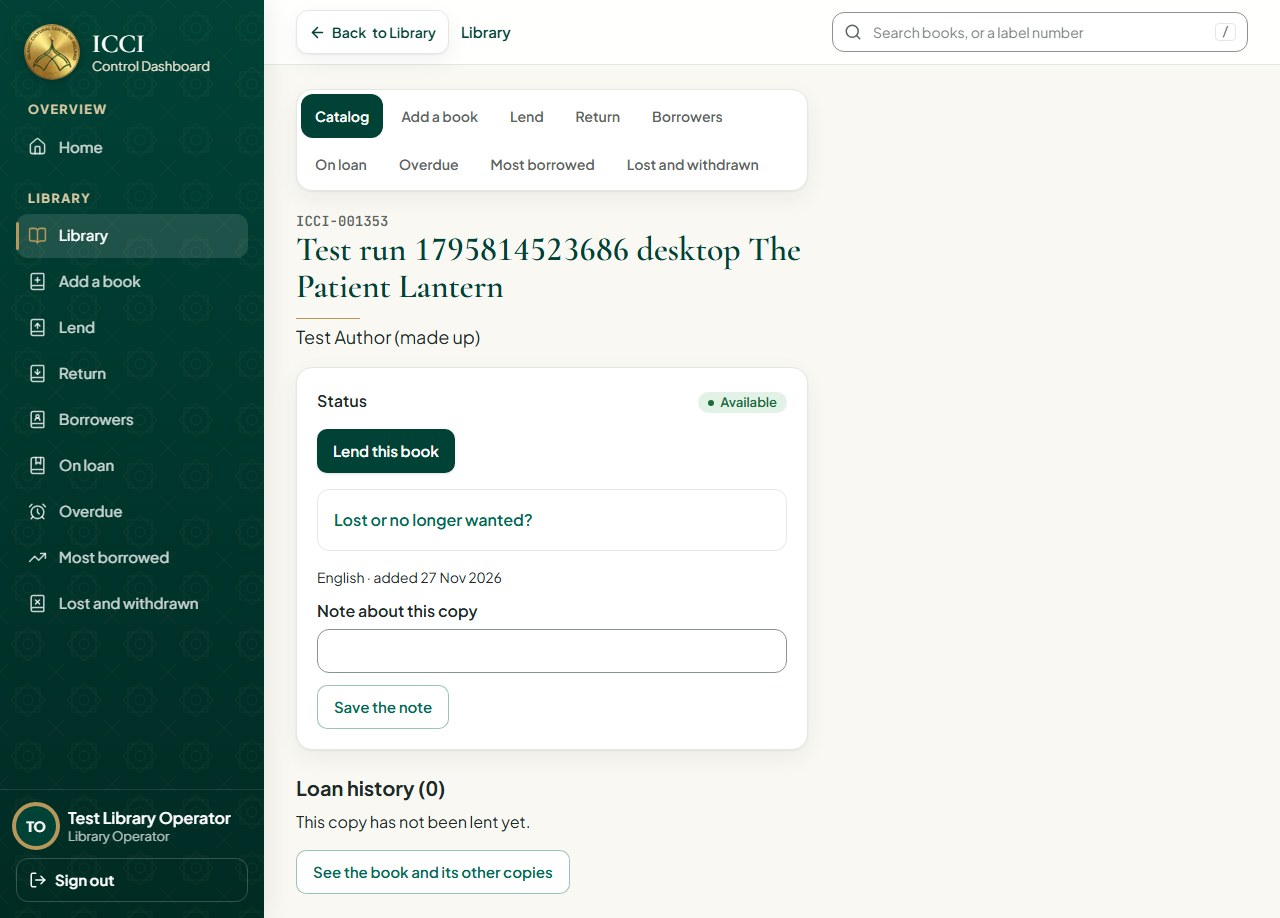 ICCI
Control Dashboard
OVERVIEW
Home
LIBRARY
Library
Add a book
Lend
Return
Borrowers
On loan
Overdue
Most borrowed
Lost and withdrawn
TO
Test Library Operator
Library Operator
Sign out
Back to Library
Library
Search books, or a label number
/
Catalog
Add a book
Lend
Return
Borrowers
On loan
Overdue
Most borrowed
Lost and withdrawn
ICCI-001353
Test run 1795814523686 desktop The
Patient Lantern
Test Author (made up)
Status
Available
Lend this book
Lost or no longer wanted?
English · added 27 Nov 2026
Note about this copy
Save the note
Loan history (0)
This copy has not been lent yet.
See the book and its other copies